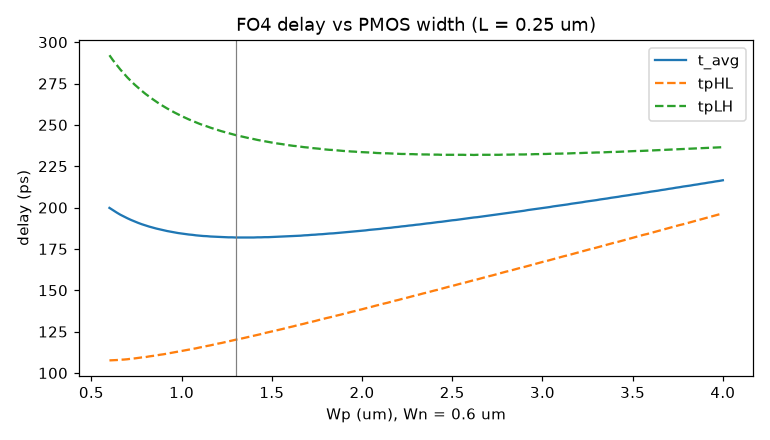 FO4 delay vs PMOS width (L = 0.25 um)
t_avg
tpHL
tpLH
delay (ps)
300
275
250
225
200
175
150
125
100
0.5 1.0 1.5 2.0 2.5 3.0 3.5 4.0
Wp (um), Wn = 0.6 um